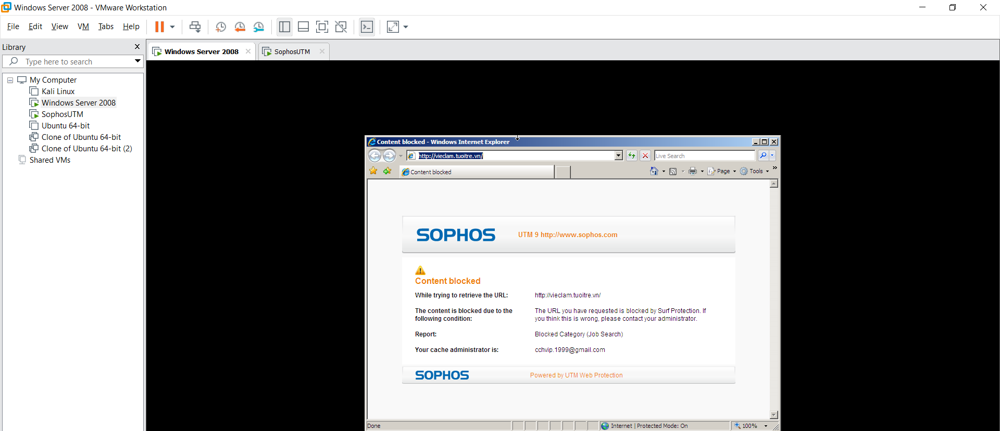 Windows Server 2008 - VMware Workstation
File Edit View VM Tabs Help
Library
Type here to search
My Computer
Kali Linux
Windows Server 2008
SophosUTM
Ubuntu 64-bit
Clone of Ubuntu 64-bit
Clone of Ubuntu 64-bit (2)
Shared VMs
Windows Server 2008
SophosUTM
Content blocked - Windows Internet Explorer
http://vieclam.tuoitre.vn/
Live Search
Content blocked
Page
Tools
SOPHOS
UTM 9 http://www.sophos.com
Content blocked
While trying to retrieve the URL: http://vieclam.tuoitre.vn/
The content is blocked due to the The URL you have requested is blocked by Surf Protection. If
following condition: you think this is wrong, please contact your administrator.
Report: Blocked Category (Job Search)
Your cache administrator is: cchvip.1999@gmail.com
SOPHOS
Powered by UTM Web Protection
Done
Internet | Protected Mode: On
100%